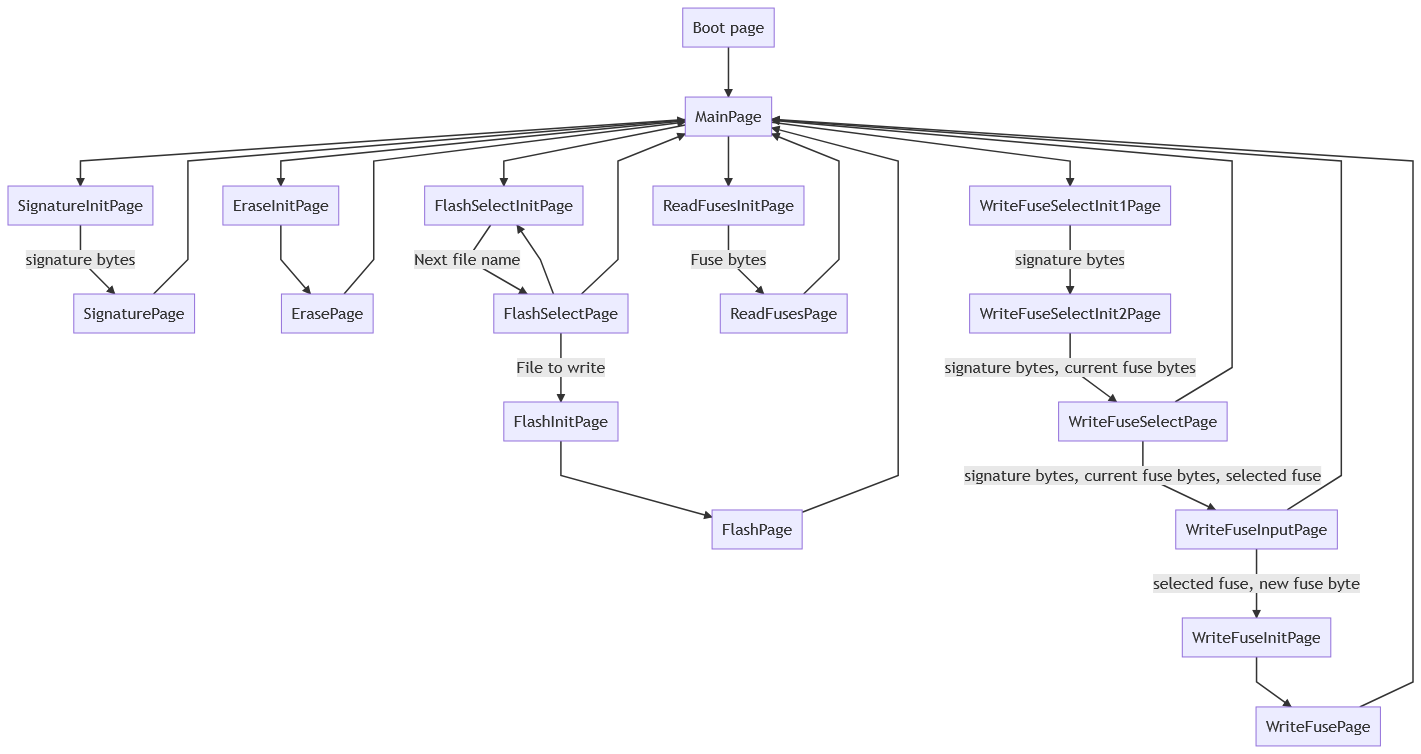 Boot page
MainPage
SignatureInitPage
EraseInitPage
FlashSelectInitPage
ReadFusesInitPage
WriteFuseSelectInit1Page
signature bytes
Next file name
Fuse bytes
signature bytes
SignaturePage
ErasePage
FlashSelectPage
ReadFusesPage
WriteFuseSelectInit2Page
File to write
signature bytes, current fuse bytes
FlashInitPage
WriteFuseSelectPage
signature bytes, current fuse bytes, selected fuse
FlashPage
WriteFuseInputPage
selected fuse, new fuse byte
WriteFuseInitPage
WriteFusePage